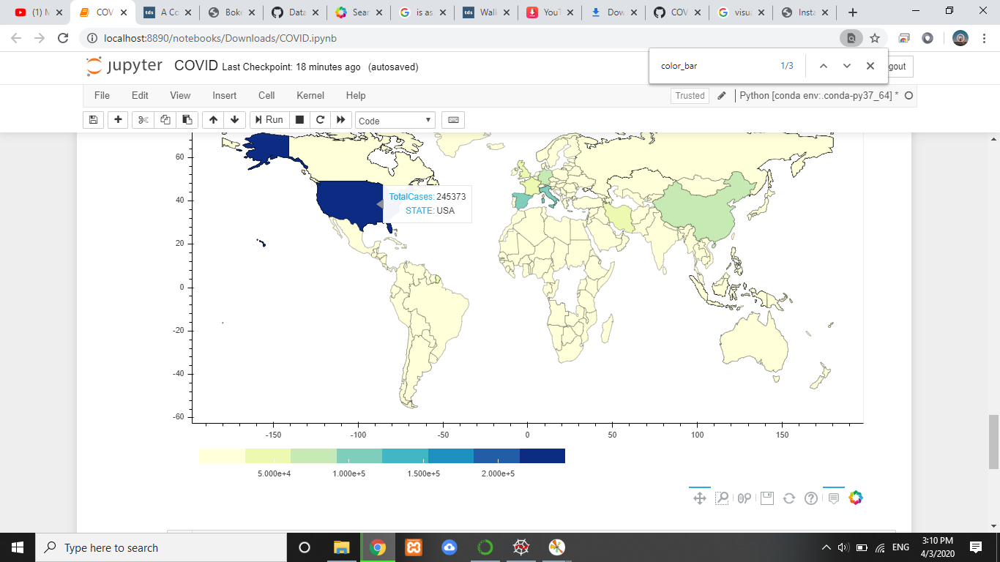 (1) M
COV
A Co
Boke
Data
Sear
is as
Wall
YouT
Dow
COV
visua
Insta
localhost:8890/notebooks/Downloads/COVID.ipynb
color_bar 1/3
jupyter COVID Last Checkpoint: 18 minutes ago (autosaved)
gout
File Edit View Insert Cell Kernel Help
Trusted Python [conda env:.conda-py37_64] *
Run Code
60
40
20
0
-20
-40
-60
TotalCases: 245373
STATE: USA
-150 -100 -50 0 50 100 150
5.000e+4 1.000e+5 1.500e+5 2.000e+5
Type here to search
ENG
3:10 PM
4/3/2020